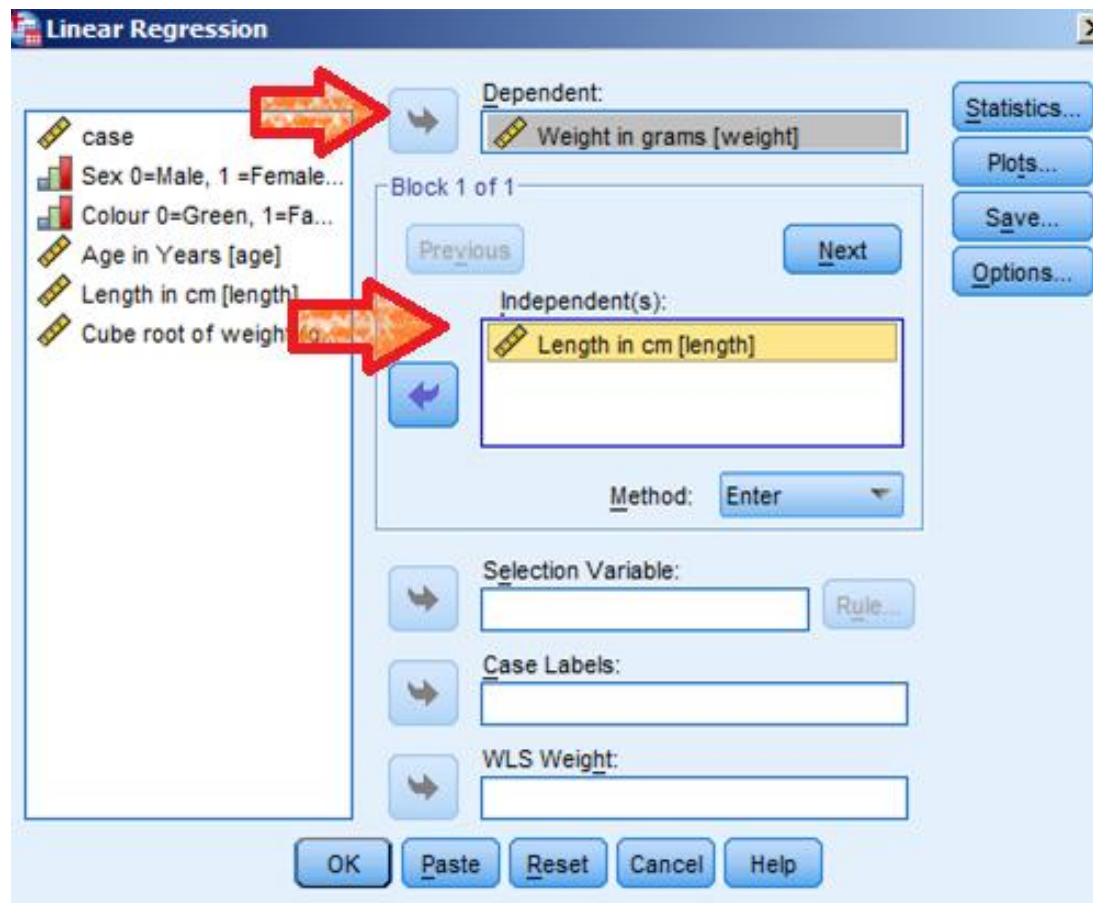 Linear Regression
case
Sex 0=Male, 1 =Female...
Colour 0=Green, 1=Fa...
Age in Years [age]
Length in cm [length]
Cube root of weight
Dependent:
Weight in grams [weight]
Block 1 of 1
Previous
Next
Independent(s):
Length in cm [length]
Method: Enter
Selection Variable:
Rule...
Case Labels:
WLS Weight:
Statistics...
Plots...
Save...
Options...
OK Paste Reset Cancel Help